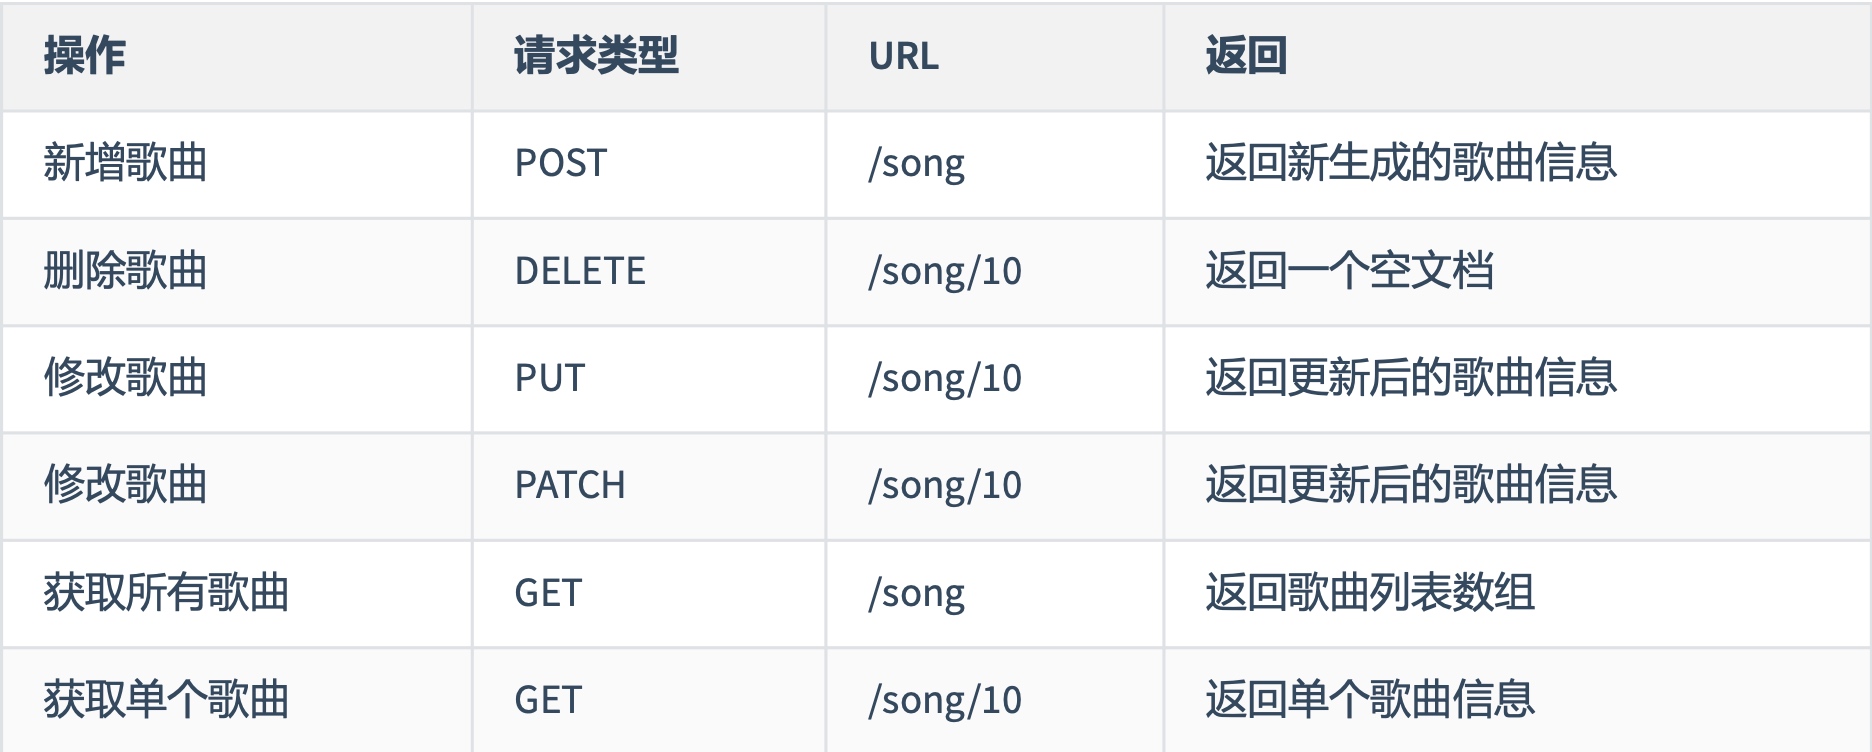 操作 请求类型 URL 返回
新增歌曲 POST /song 返回新生成的歌曲信息
删除歌曲 DELETE /song/10 返回一个空文档
修改歌曲 PUT /song/10 返回更新后的歌曲信息
修改歌曲 PATCH /song/10 返回更新后的歌曲信息
获取所有歌曲 GET /song 返回歌曲列表数组
获取单个歌曲 GET /song/10 返回单个歌曲信息